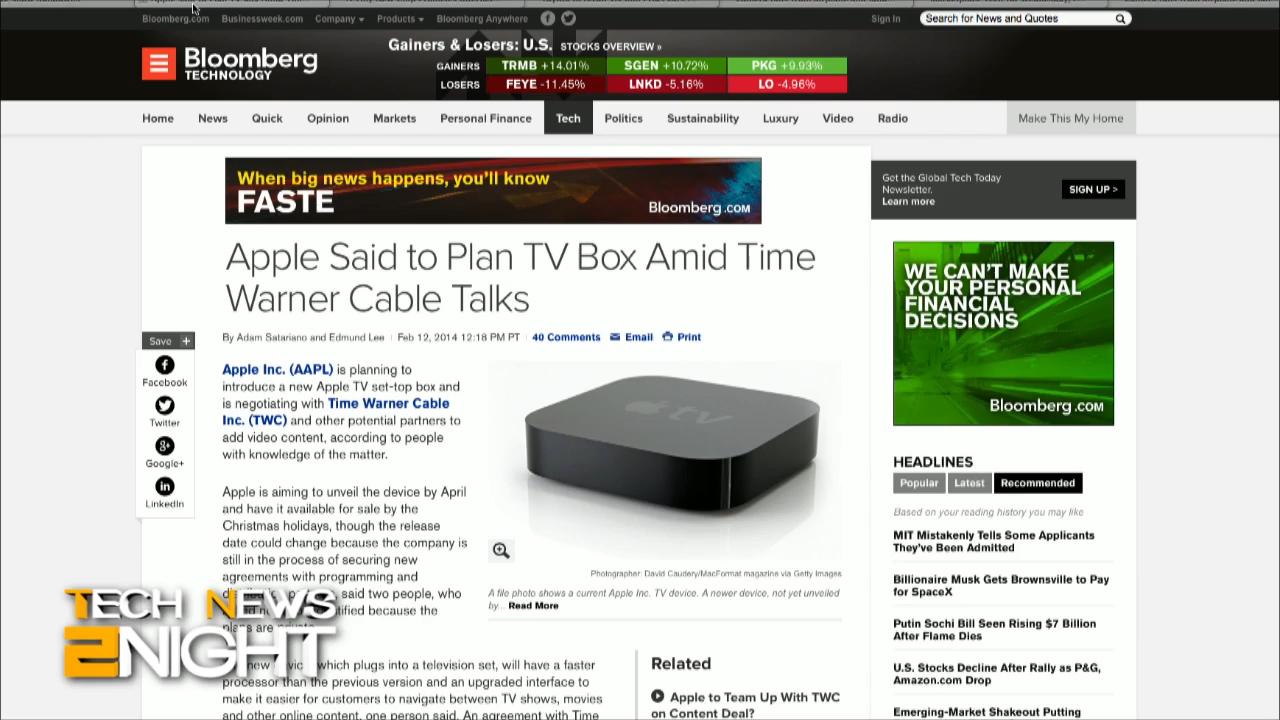 Bloomberg.com Businessweek.com Company Products Bloomberg Anywhere Sign In Search for News and Quotes
Bloomberg
TECHNOLOGY
Gainers & Losers: U.S. STOCKS OVERVIEW »
GAINERS TRMB +14.01% SGEN +10.72% PKG +9.93%
LOSERS FEYE -11.45% LNKD -5.16% LO -4.96%
Home News Quick Opinion Markets Personal Finance Tech Politics Sustainability Luxury Video Radio Make This My Home
When big news happens, you'll know
FASTE
Bloomberg.COM
Get the Global Tech Today
Newsletter.
Learn more
SIGN UP >
Apple Said to Plan TV Box Amid Time
Warner Cable Talks
By Adam Satariano and Edmund Lee Feb 12, 2014 12:18 PM PT 40 Comments Email Print
Save +
Facebook
Twitter
Google+
LinkedIn
Apple Inc. (AAPL) is planning to
introduce a new Apple TV set-top box and
is negotiating with Time Warner Cable
Inc. (TWC) and other potential partners to
add video content, according to people
with knowledge of the matter.
Apple is aiming to unveil the device by April
and have it available for sale by the
Christmas holidays, though the release
date could change because the company is
still in the process of securing new
agreements with programming and
said two people, who
because the
plans are
which plugs into a television set, will have a faster
processor than the previous version and an upgraded interface to
make it easier for customers to navigate between TV shows, movies
and other online content, one person said. An agreement with Time
tv
Photographer: David Caudery/MacFormat magazine via Getty Images
A file photo shows a current Apple Inc. TV device. A newer device, not yet unveiled
by... Read More
Related
Apple to Team Up With TWC
on Content Deal?
WE CAN'T MAKE
YOUR PERSONAL
FINANCIAL
DECISIONS
Bloomberg.COM
HEADLINES
Popular Latest Recommended
Based on your reading history you may like
MIT Mistakenly Tells Some Applicants
They've Been Admitted
Billionaire Musk Gets Brownsville to Pay
for SpaceX
Putin Sochi Bill Seen Rising $7 Billion
After Flame Dies
U.S. Stocks Decline After Rally as P&G,
Amazon.com Drop
Emerging-Market Shakeout Putting
TECH NEWS
2NIGHT